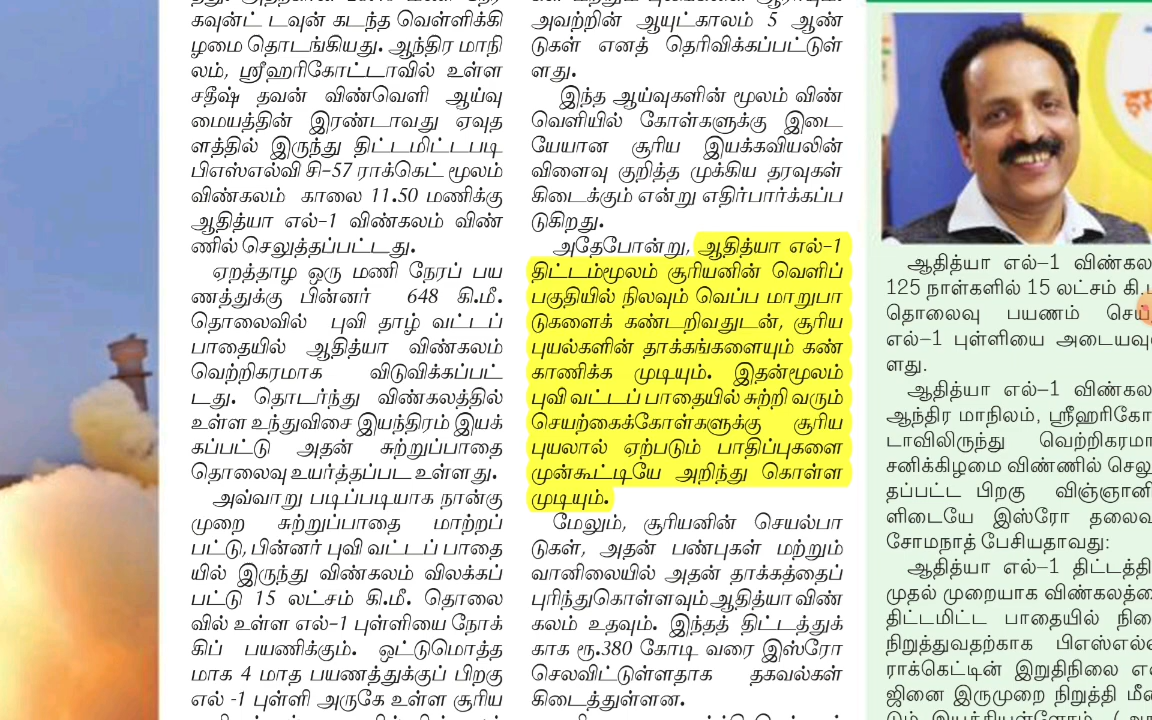 கவுன்ட் டவுன் கடந்த வெள்ளிக்கி
ழமை தொடங்கியது. ஆந்திர மாநி
லம், ஸ்ரீஹரிகோட்டாவில் உள்ள
சதீஷ் தவன் விண்வெளி ஆய்வு
மையத்தின் இரண்டாவது ஏவுத
ளத்தில் இருந்து திட்டமிட்டபடி
பிஎஸ்எல்வி சி-57 ராக்கெட் மூலம்
விண்கலம் காலை 11.50 மணிக்கு
ஆதித்யா எல்-1 விண்கலம் விண்
ணில் செலுத்தப்பட்டது.
ஏறத்தாழ ஒரு மணி நேரப் பய
ணத்துக்கு பின்னர் 648 கி.மீ.
தொலைவில் புவி தாழ் வட்டப்
பாதையில் ஆதித்யா விண்கலம்
வெற்றிகரமாக விடுவிக்கப்பட்
டது. தொடர்ந்து விண்கலத்தில்
உள்ள உந்துவிசை இயந்திரம் இயக்
கப்பட்டு அதன் சுற்றுப்பாதை
தொலைவு உயர்த்தப்பட உள்ளது.
அவ்வாறு படிப்படியாக நான்கு
முறை சுற்றுப்பாதை மாற்றப்
பட்டு, பின்னர் புவி வட்டப் பாதை
யில் இருந்து விண்கலம் விலக்கப்
பட்டு 15 லட்சம் கி.மீ. தொலை
வில் உள்ள எல்-1 புள்ளியை நோக்
கிப் பயணிக்கும். ஒட்டுமொத்த
மாக 4 மாத பயணத்துக்குப் பிறகு
எல் -1 புள்ளி அருகே உள்ள சூரிய
அவற்றின் ஆயுட்காலம் 5 ஆண்
டுகள் எனத் தெரிவிக்கப்பட்டுள்
ளது.
இந்த ஆய்வுகளின் மூலம் விண்
வெளியில் கோள்களுக்கு இடை
யேயான சூரிய இயக்கவியலின்
விளைவு குறித்த முக்கிய தரவுகள்
கிடைக்கும் என்று எதிர்பார்க்கப்ப
டுகிறது.
அதேபோன்று, ஆதித்யா எல்-1
திட்டம்மூலம் சூரியனின் வெளிப்
பகுதியில் நிலவும் வெப்ப மாறுபா
டுகளைக் கண்டறிவதுடன், சூரிய
புயல்களின் தாக்கங்களையும் கண்
காணிக்க முடியும். இதன்மூலம்
புவி வட்டப் பாதையில் சுற்றி வரும்
செயற்கைக்கோள்களுக்கு சூரிய
புயலால் ஏற்படும் பாதிப்புகளை
முன்கூட்டியே அறிந்து கொள்ள
முடியும்.
மேலும், சூரியனின் செயல்பா
டுகள், அதன் பண்புகள் மற்றும்
வானிலையில் அதன் தாக்கத்தைப்
புரிந்துகொள்ளவும் ஆதித்யா விண்
கலம் உதவும். இந்தத் திட்டத்துக்
காக ரூ.380 கோடி வரை இஸ்ரோ
செலவிட்டுள்ளதாக தகவல்கள்
கிடைத்துள்ளன.
ஆதித்யா எல்-1 விண்கல
125 நாள்களில் 15 லட்சம்
தொலைவு பயணம் செய்
எல்-1 புள்ளியை அடையவு
ளது.
ஆதித்யா எல்-1 விண்கல
ஆந்திர மாநிலம், ஸ்ரீஹரிகோ
டாவிலிருந்து வெற்றிகரமா
சனிக்கிழமை விண்ணில் செலு
தப்பட்ட பிறகு விஞ்ஞானி
ளிடையே இஸ்ரோ தலைவ
சோமநாத் பேசியதாவது:
ஆதித்யா எல்-1 திட்டத்தி
முதல் முறையாக விண்கலத்தை
திட்டமிட்ட பாதையில் நிலை
நிறுத்துவதற்காக பிஎஸ்எல்
ராக்கெட்டின் இறுதிநிலை
ஜினை இருமுறை நிறுத்தி மீண்